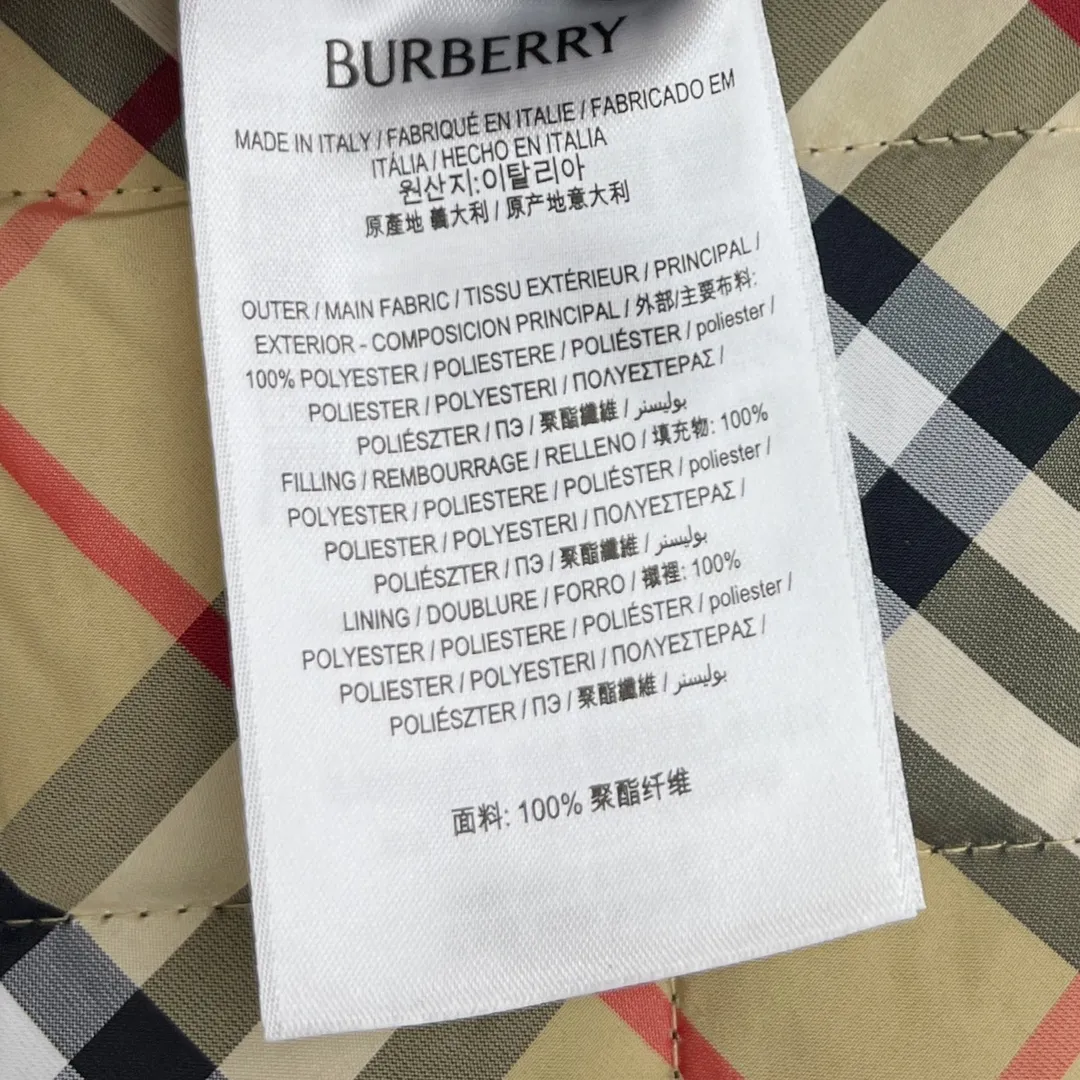 BURBERRY
MADE IN ITALY / FABRIQUÉ EN ITALIE / FABRICADO EM
ITÁLIA / HECHO EN ITALIA
원산지:이탈리아
原產地 義大利 / 原产地意大利
OUTER / MAIN FABRIC / TISSU EXTÉRIEUR / PRINCIPAL /
EXTERIOR - COMPOSICION PRINCIPAL / 外部/主要布料:
100% POLYESTER / POLIESTERE / POLIÉSTER / poliester /
POLIESTER / POLYESTERI / ΠΟΛΥΕΣΤΕΡΑΣ /
POLIÉSZTER / ПЭ / 聚酯纖維 / بوليستر
FILLING / REMBOURRAGE / RELLENO / 填充物: 100%
POLYESTER / POLIESTERE / POLIÉSTER / poliester /
POLIESTER / POLYESTERI / ΠΟΛΥΕΣΤΕΡΑΣ /
POLIÉSZTER / ПЭ / 聚酯纖維 / بوليستر
LINING / DOUBLURE / FORRO / 襯裡: 100%
POLYESTER / POLIESTERE / POLIÉSTER / poliester /
POLIESTER / POLYESTERI / ΠΟΛΥΕΣΤΕΡΑΣ /
POLIÉSZTER / ПЭ / 聚酯纖維 / بوليستر
面料: 100% 聚酯纤维